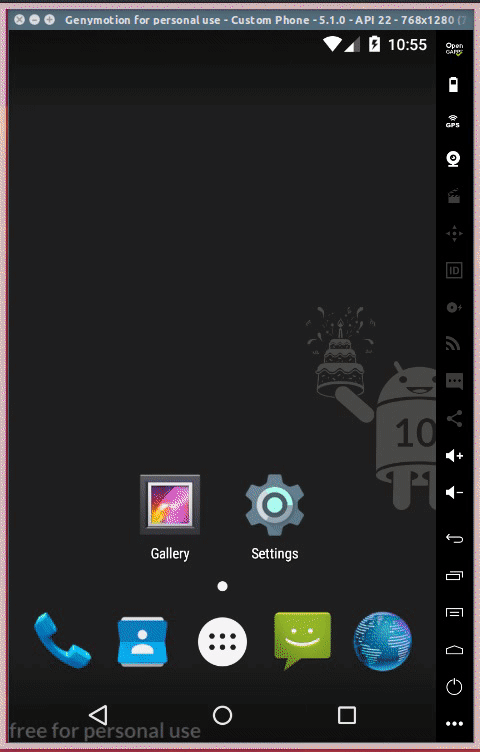 Genymotion for personal use - Custom Phone - 5.1.0 - API 22 - 768x1280 (7
10:55
Open
GAPPS
GPS
ID
10
Gallery
Settings
free for personal use